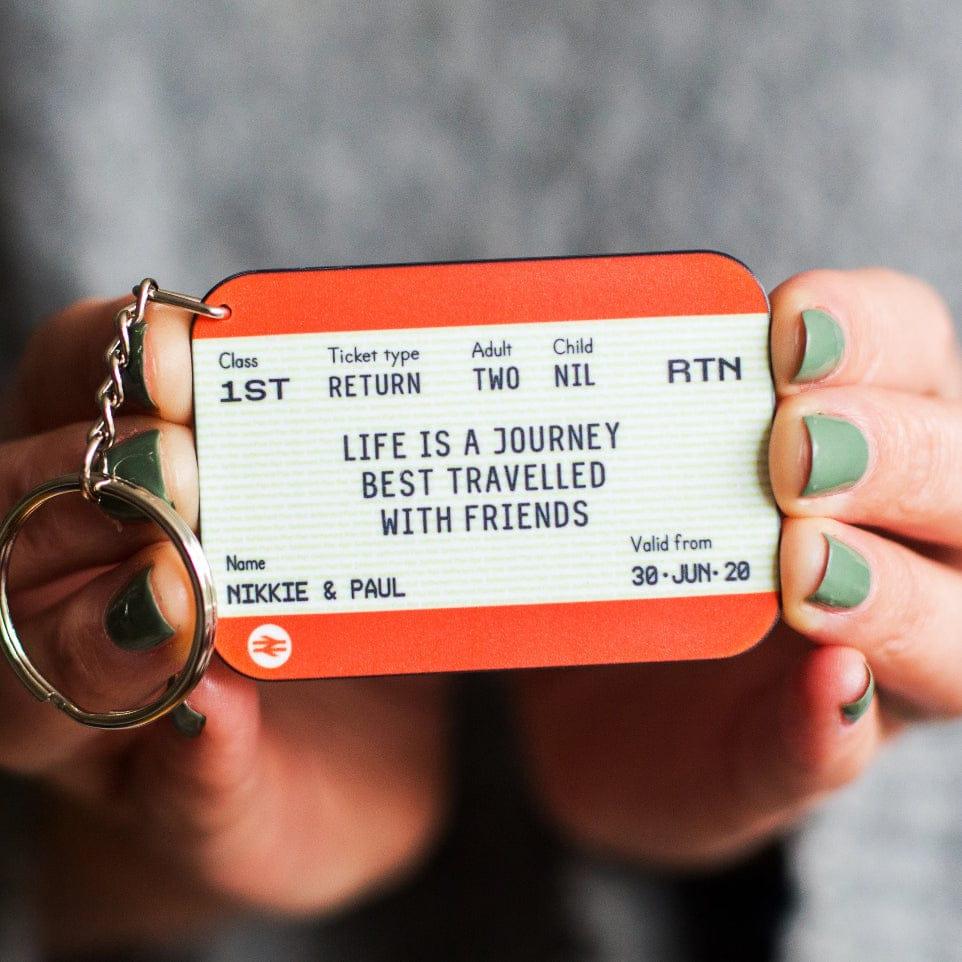 Class Ticket type Adult Child
1ST RETURN TWO NIL RTN
LIFE IS A JOURNEY
BEST TRAVELLED
WITH FRIENDS
Name Valid from
NIKKIE & PAUL 30·JUN·20